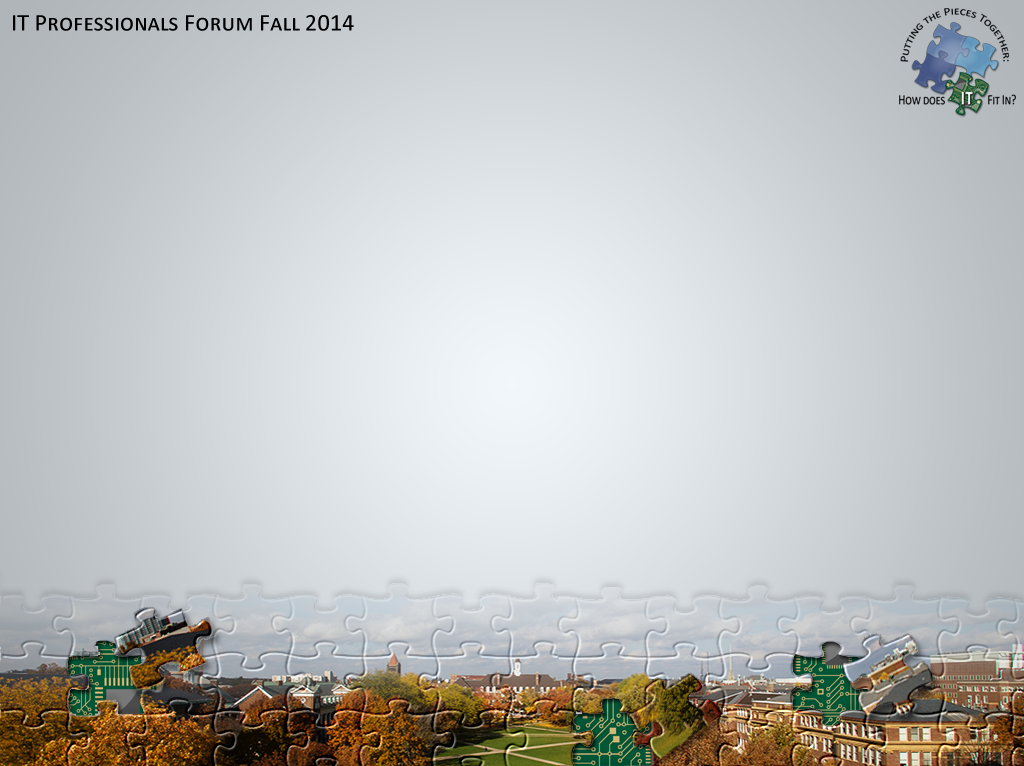 IT Professionals Forum Fall 2014
Putting the Pieces Together:
How does IT Fit In?